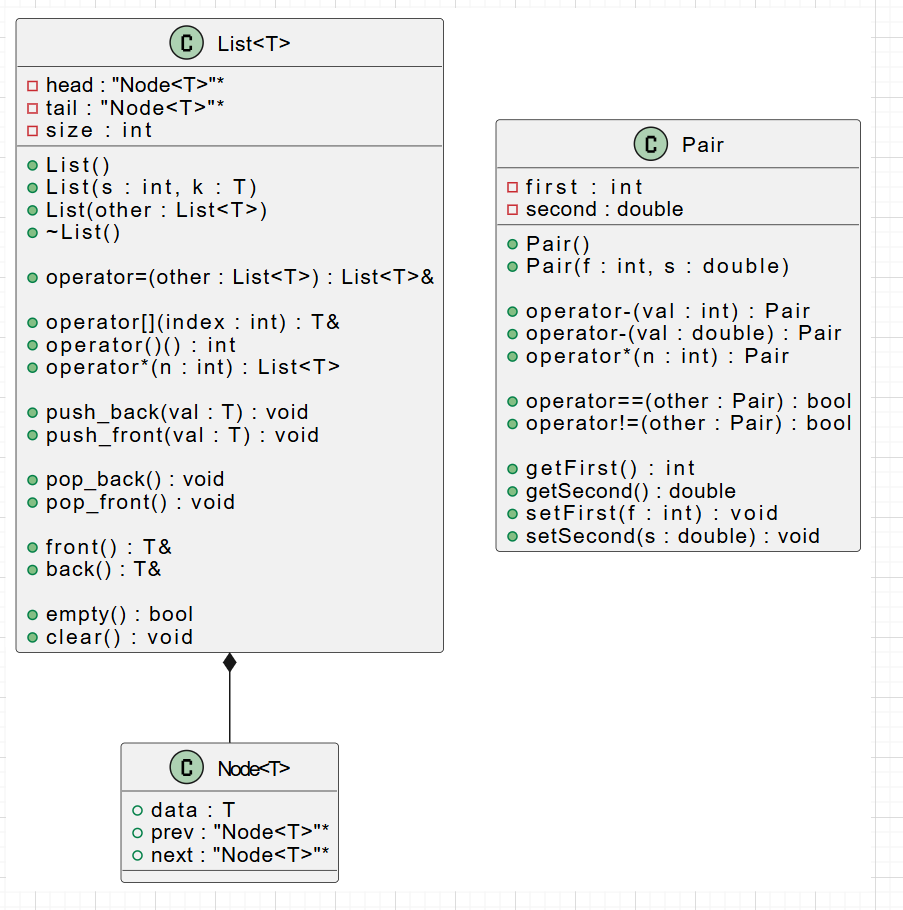 C List<T>
head : "Node<T>"*
tail : "Node<T>"*
size : int
List()
List(s : int, k : T)
List(other : List<T>)
~List()
operator=(other : List<T>) : List<T>&
operator[](index : int) : T&
operator()() : int
operator*(n : int) : List<T>
push_back(val : T) : void
push_front(val : T) : void
pop_back() : void
pop_front() : void
front() : T&
back() : T&
empty() : bool
clear() : void
C Node<T>
data : T
prev : "Node<T>"*
next : "Node<T>"*
C Pair
first : int
second : double
Pair()
Pair(f : int, s : double)
operator-(val : int) : Pair
operator-(val : double) : Pair
operator*(n : int) : Pair
operator==(other : Pair) : bool
operator!=(other : Pair) : bool
getFirst() : int
getSecond() : double
setFirst(f : int) : void
setSecond(s : double) : void